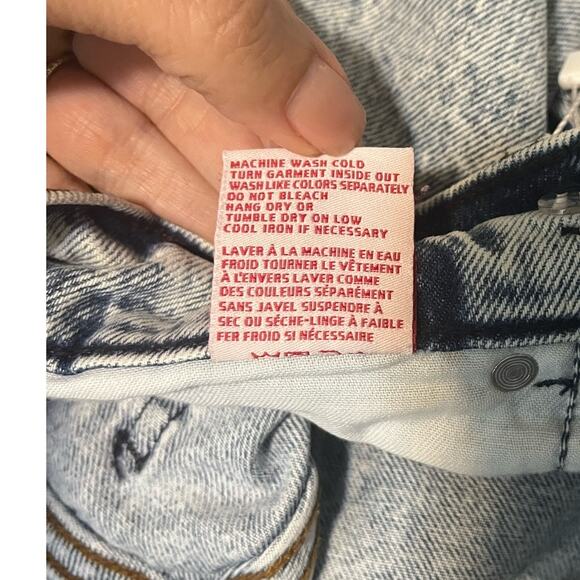 MACHINE WASH COLD
TURN GARMENT INSIDE OUT
WASH LIKE COLORS SEPARATELY
DO NOT BLEACH
HANG DRY OR
TUMBLE DRY ON LOW
COOL IRON IF NECESSARY
LAVER À LA MACHINE EN EAU
FROID TOURNER LE VÊTEMENT
À L'ENVERS LAVER COMME
DES COULEURS SÉPARÉMENT
SANS JAVEL SUSPENDRE À
SEC OU SÉCHE-LINGE À FAIBLE
FER FROID SI NÉCESSAIRE